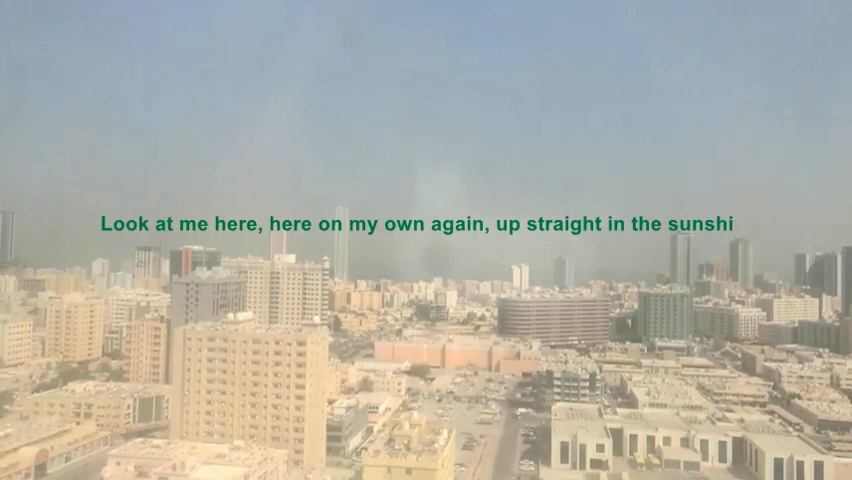 Look at me here, here on my own again, up straight in the sunshi